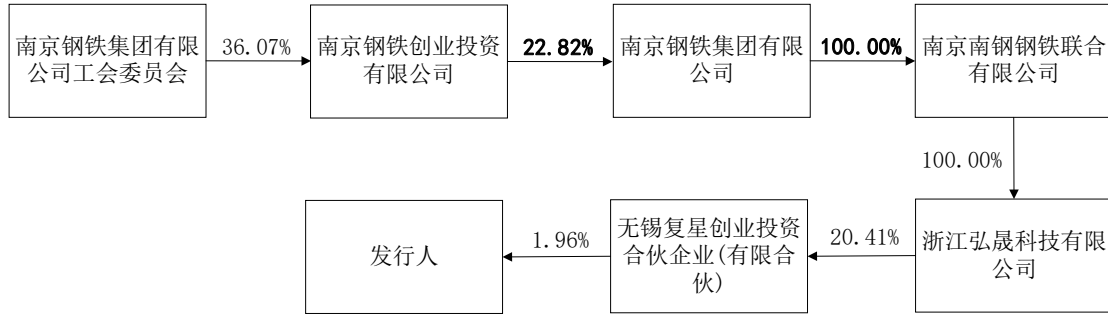 南京钢铁集团有限
公司工会委员会
36.07%
南京钢铁创业投资
有限公司
22.82%
南京钢铁集团有限
公司
100.00%
南京南钢钢铁联合
有限公司
100.00%
浙江弘晟科技有限
公司
20.41%
无锡复星创业投资
合伙企业(有限合
伙)
1.96%
发行人